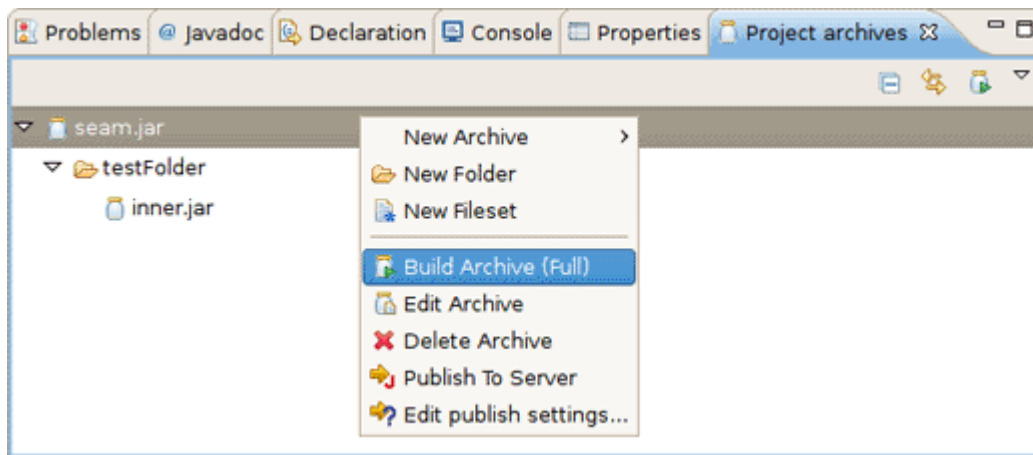 Problems @ Javadoc Declaration Console Properties Project archives
seam.jar
testFolder
inner.jar
New Archive
New Folder
New Fileset
Build Archive (Full)
Edit Archive
Delete Archive
Publish To Server
Edit publish settings...